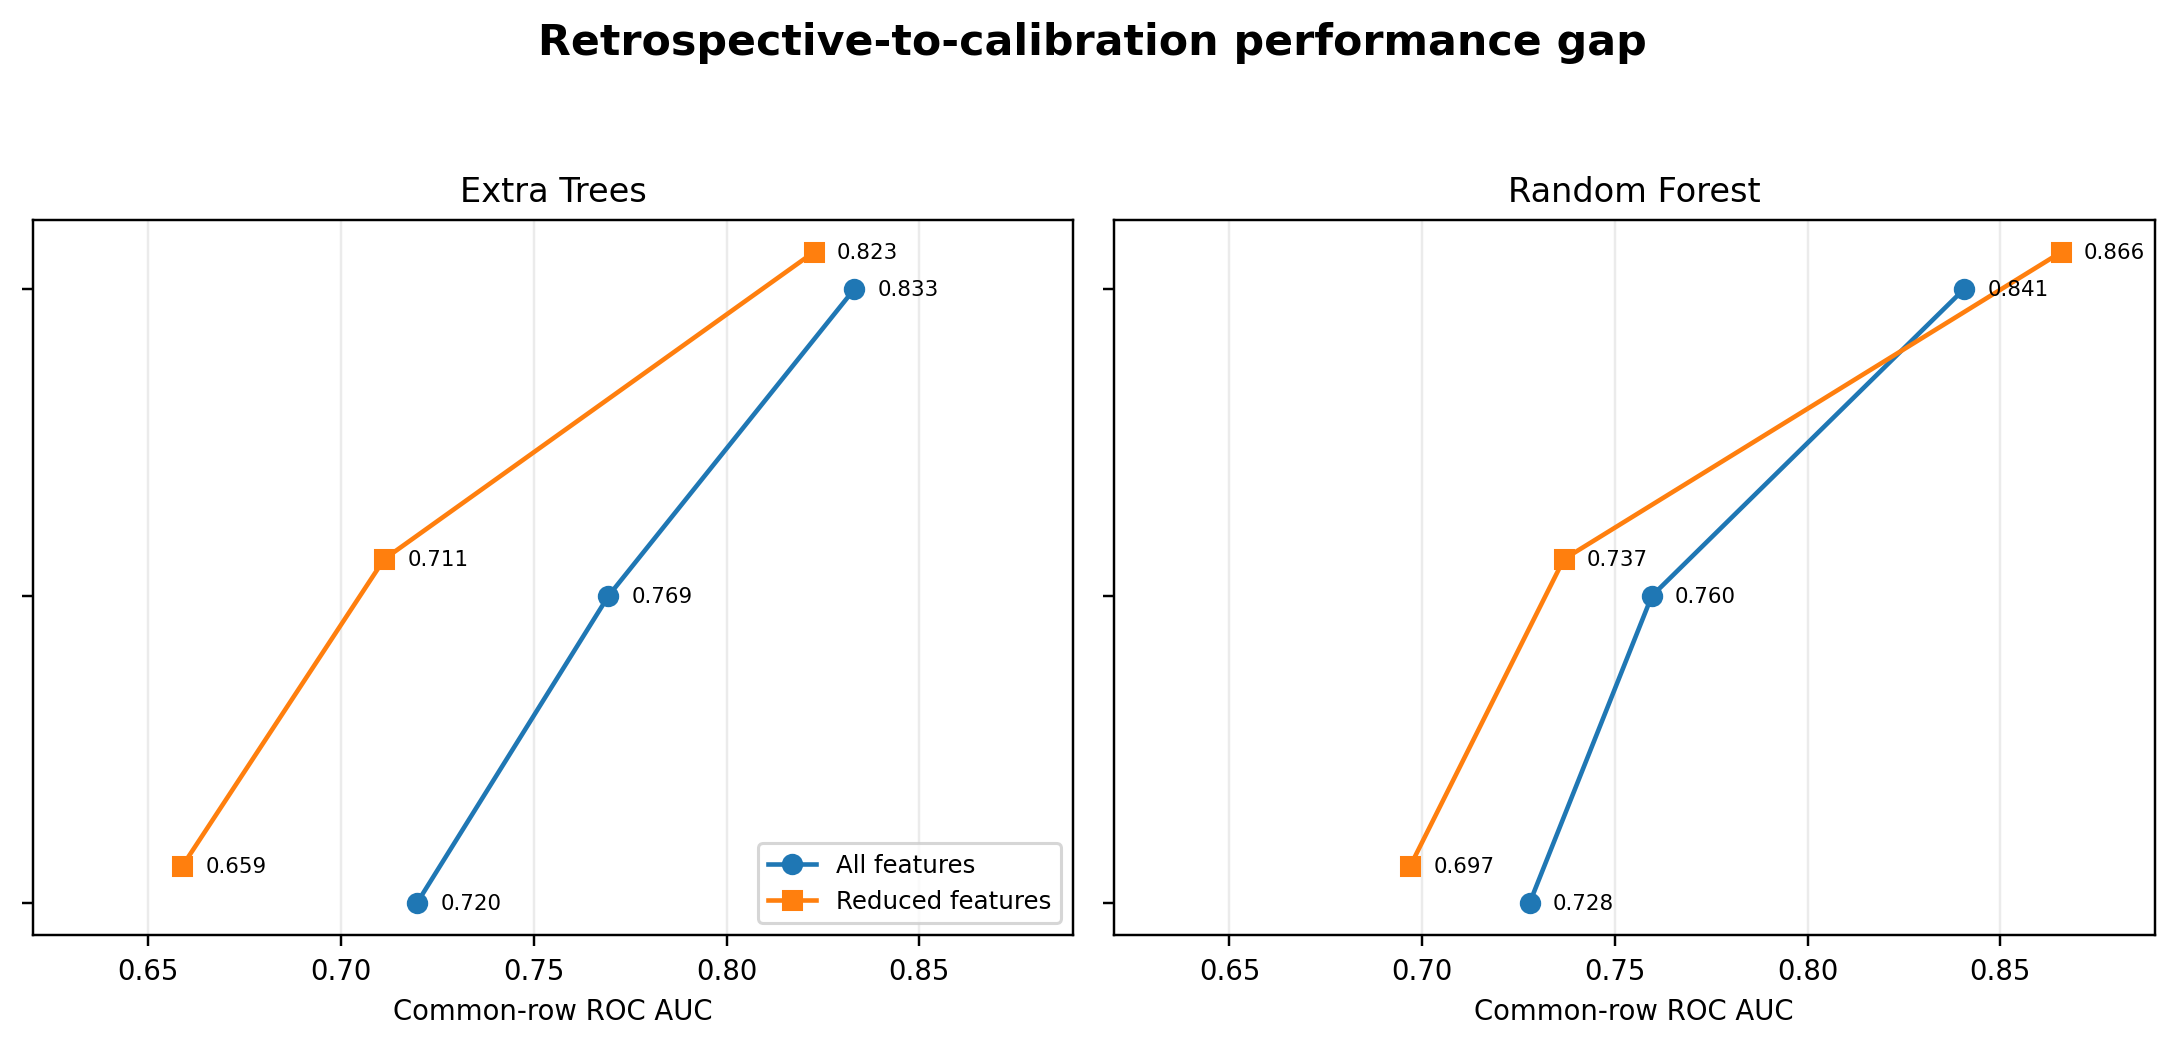 Retrospective-to-calibration performance gap
Extra Trees
0.823
0.833
0.711
0.769
0.659
0.720
All features
Reduced features
0.65 0.70 0.75 0.80 0.85
Common-row ROC AUC
Random Forest
0.866
0.841
0.737
0.760
0.697
0.728
0.65 0.70 0.75 0.80 0.85
Common-row ROC AUC